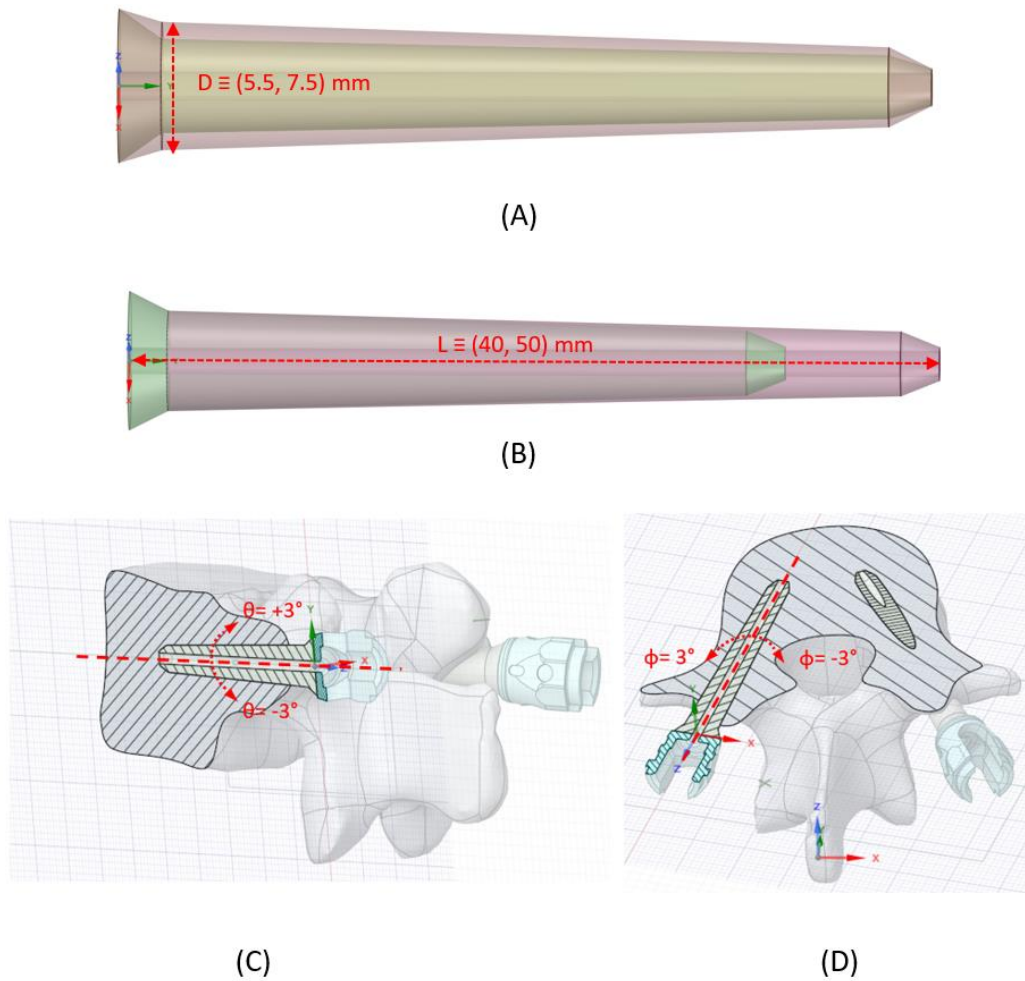 Z
D ≡ (5.5, 7.5) mm
Y
X
(A)
Z
L ≡ (40, 50) mm
X
(B)
θ= +3°
Y
X
Z
θ= -3°
ϕ= 3°
ϕ= -3°
Y
X
Z
Z
Y
X
(C)
(D)